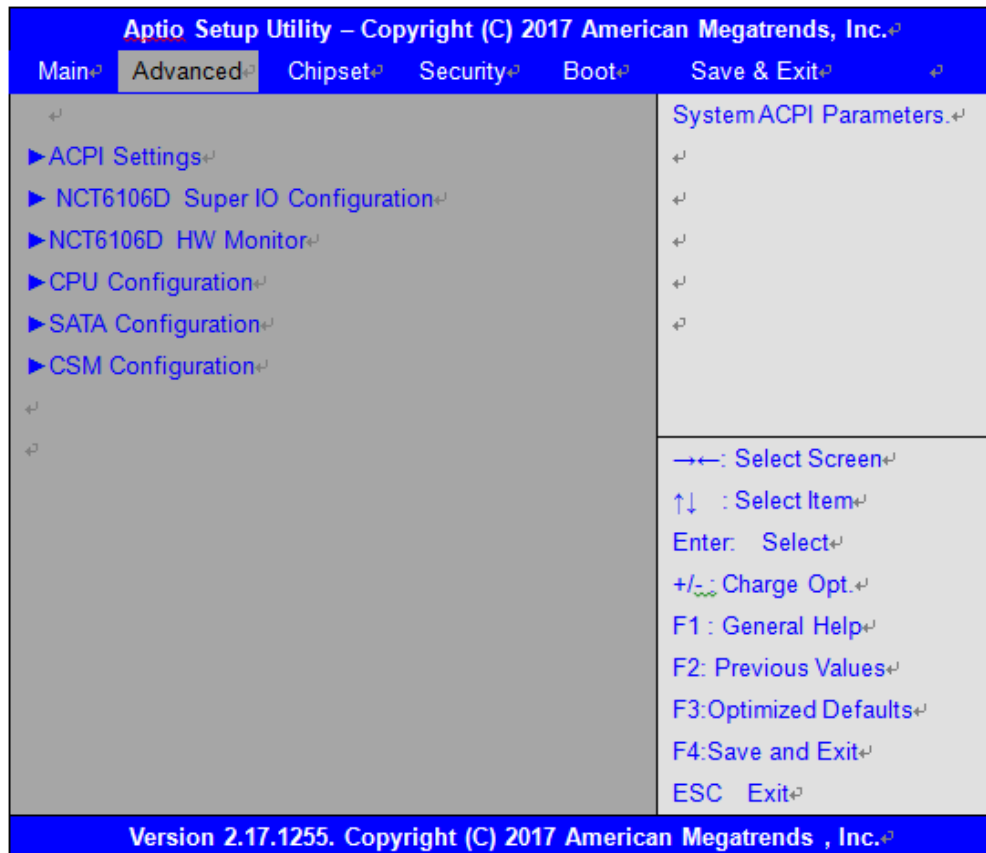 Aptio Setup Utility – Copyright (C) 2017 American Megatrends, Inc.
Main Advanced Chipset Security Boot Save & Exit
►ACPI Settings
► NCT6106D Super IO Configuration
►NCT6106D HW Monitor
►CPU Configuration
►SATA Configuration
►CSM Configuration
System ACPI Parameters.
→←: Select Screen
↑↓ : Select Item
Enter: Select
+/-: Charge Opt.
F1 : General Help
F2: Previous Values
F3:Optimized Defaults
F4:Save and Exit
ESC Exit
Version 2.17.1255. Copyright (C) 2017 American Megatrends , Inc.